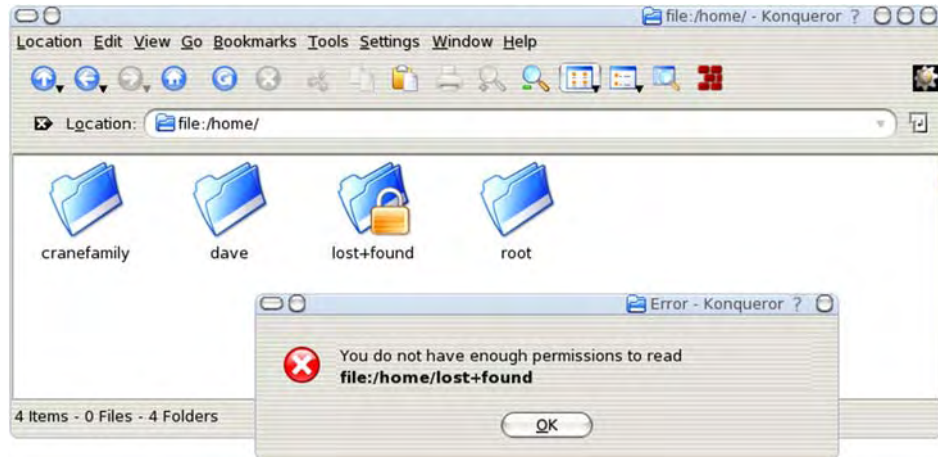 file:/home/ - Konqueror ?
Location Edit View Go Bookmarks Tools Settings Window Help
Location: file:/home/
cranefamily dave lost+found root
Error - Konqueror ?
You do not have enough permissions to read
file:/home/lost+found
OK
4 Items - 0 Files - 4 Folders